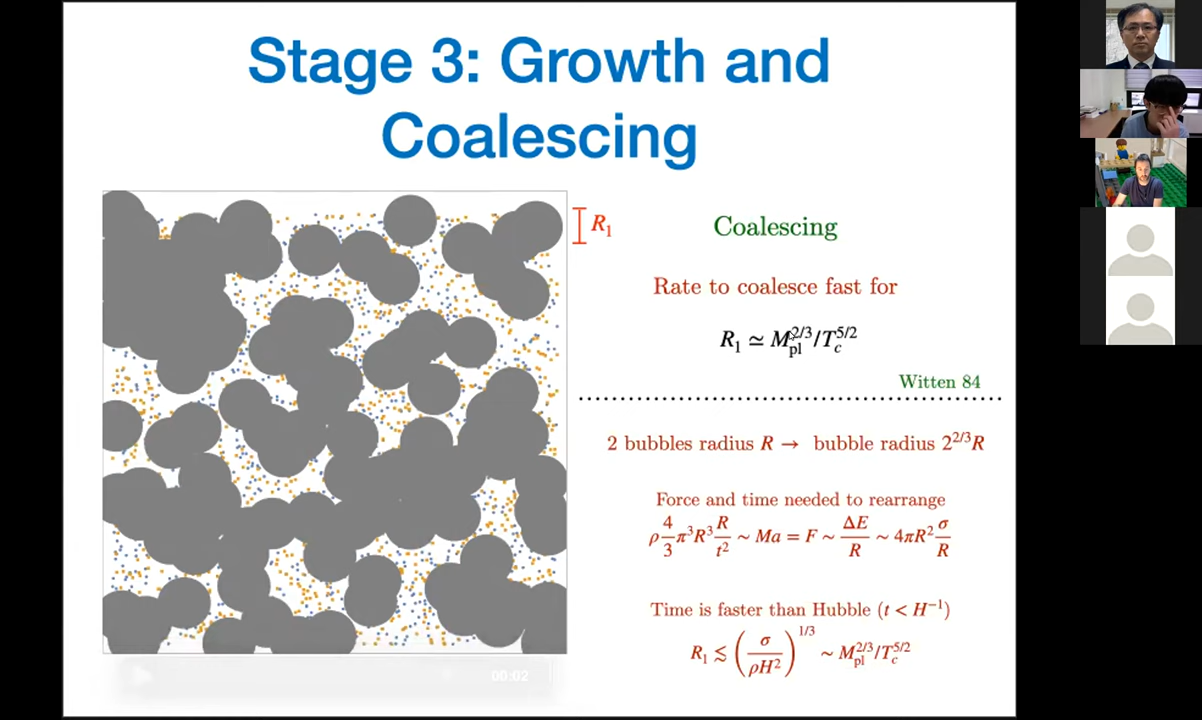 Stage 3: Growth and
Coalescing
R₁
Coalescing
Rate to coalesce fast for
R₁ ≃ M_pl^{2/3}/T_c^{5/2}
Witten 84
2 bubbles radius R → bubble radius 2^{2/3}R
Force and time needed to rearrange
ρ 4/3 π³R³ R/t² ~ Ma = F ~ ΔE/R ~ 4πR² σ/R
Time is faster than Hubble (t < H⁻¹)
R₁ ≲ (σ/ρH²)^{1/3} ~ M_pl^{2/3}/T_c^{5/2}
00:02